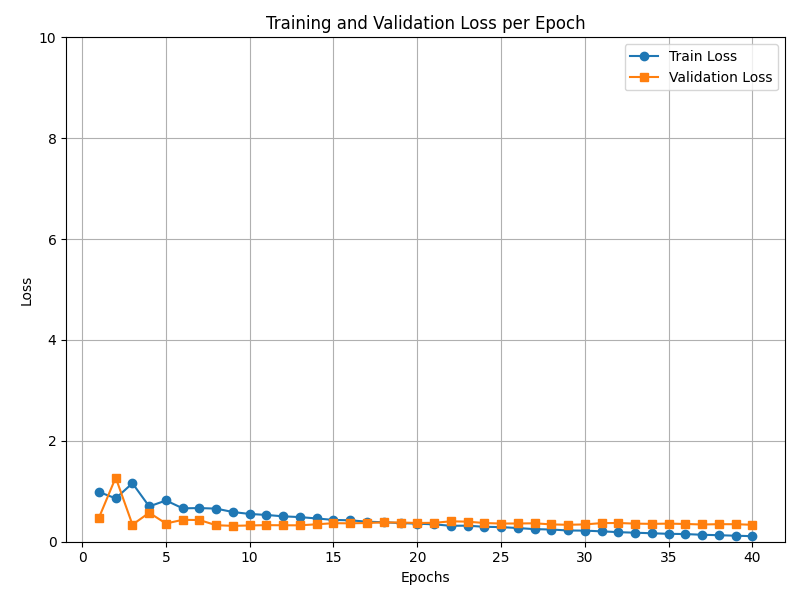 Training and Validation Loss per Epoch
Train Loss
Validation Loss
10
8
6
4
2
0
Loss
0 5 10 15 20 25 30 35 40
Epochs